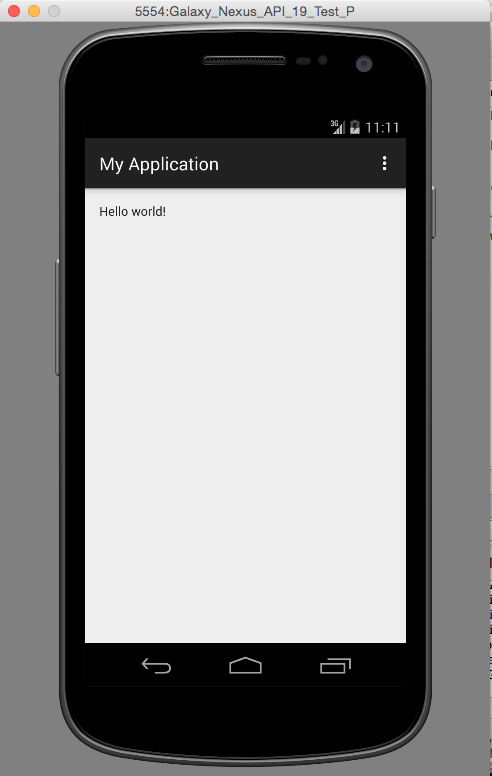 5554:Galaxy_Nexus_API_19_Test_P
3G 11:11
My Application
Hello world!